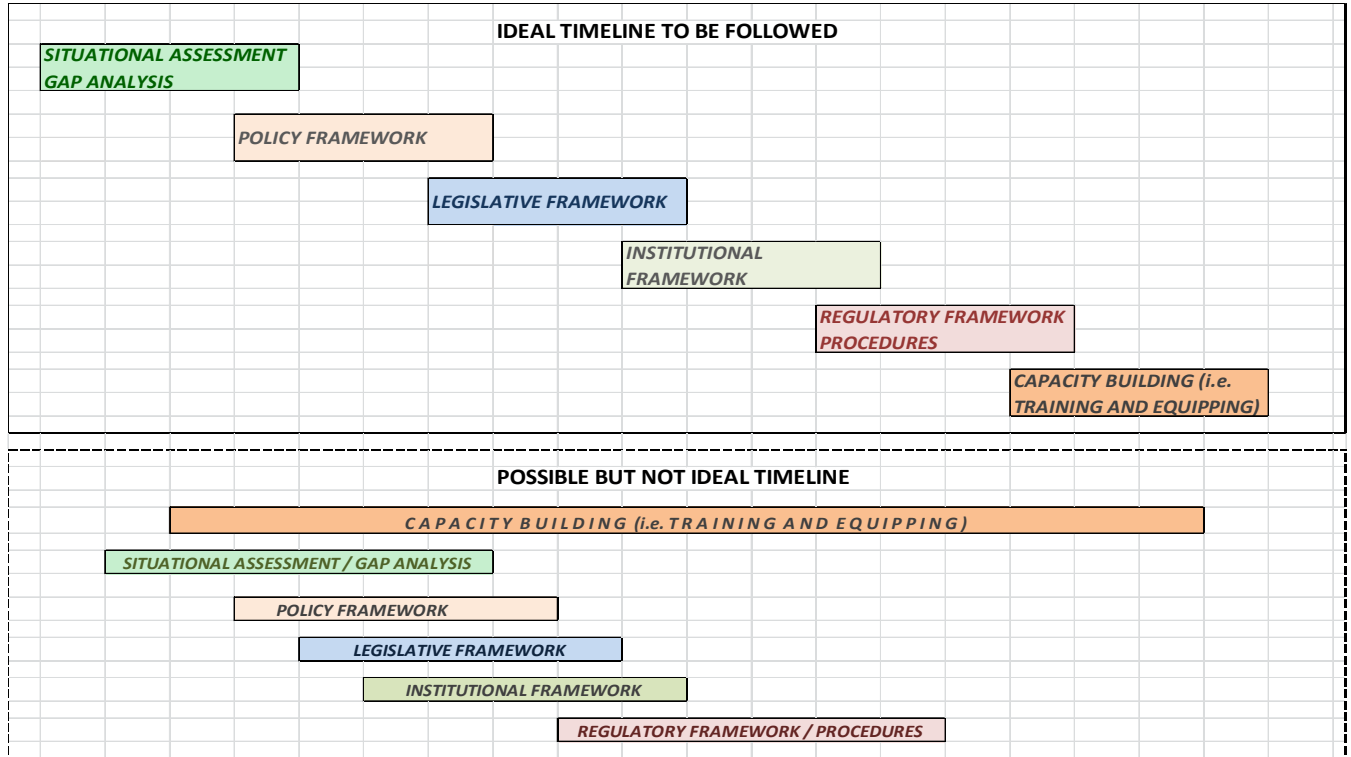 IDEAL TIMELINE TO BE FOLLOWED
SITUATIONAL ASSESSMENT
GAP ANALYSIS
POLICY FRAMEWORK
LEGISLATIVE FRAMEWORK
INSTITUTIONAL
FRAMEWORK
REGULATORY FRAMEWORK
PROCEDURES
CAPACITY BUILDING (i.e.
TRAINING AND EQUIPPING)
POSSIBLE BUT NOT IDEAL TIMELINE
CAPACITY BUILDING (i.e. TRAINING AND EQUIPPING)
SITUATIONAL ASSESSMENT / GAP ANALYSIS
POLICY FRAMEWORK
LEGISLATIVE FRAMEWORK
INSTITUTIONAL FRAMEWORK
REGULATORY FRAMEWORK / PROCEDURES